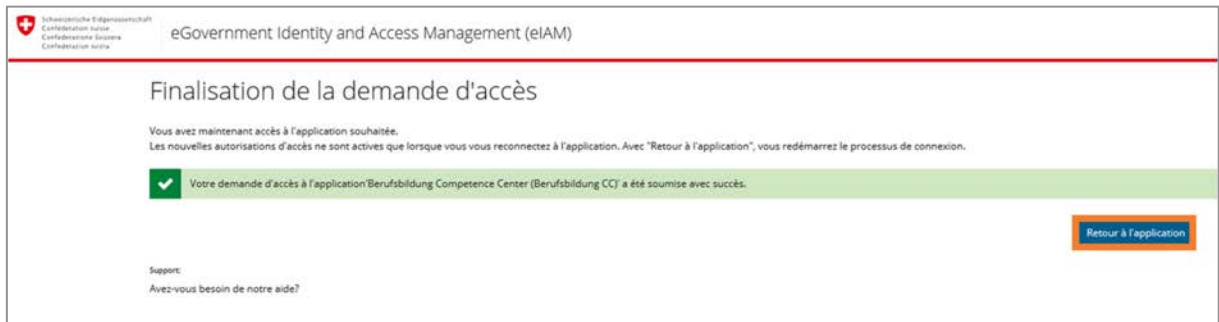 Schweizerische Eidgenossenschaft
Confédération suisse
Confederazione Svizzera
Confederaziun svizra
eGovernment Identity and Access Management (eIAM)
Finalisation de la demande d'accès
Vous avez maintenant accès à l'application souhaitée.
Les nouvelles autorisations d'accès ne sont actives que lorsque vous vous reconnectez à l'application. Avec "Retour à l'application", vous redémarrez le processus de connexion.
Votre demande d'accès à l'application'Berufsbildung Competence Center (Berufsbildung CC)' a été soumise avec succès.
Retour à l'application
Support:
Avez-vous besoin de notre aide?